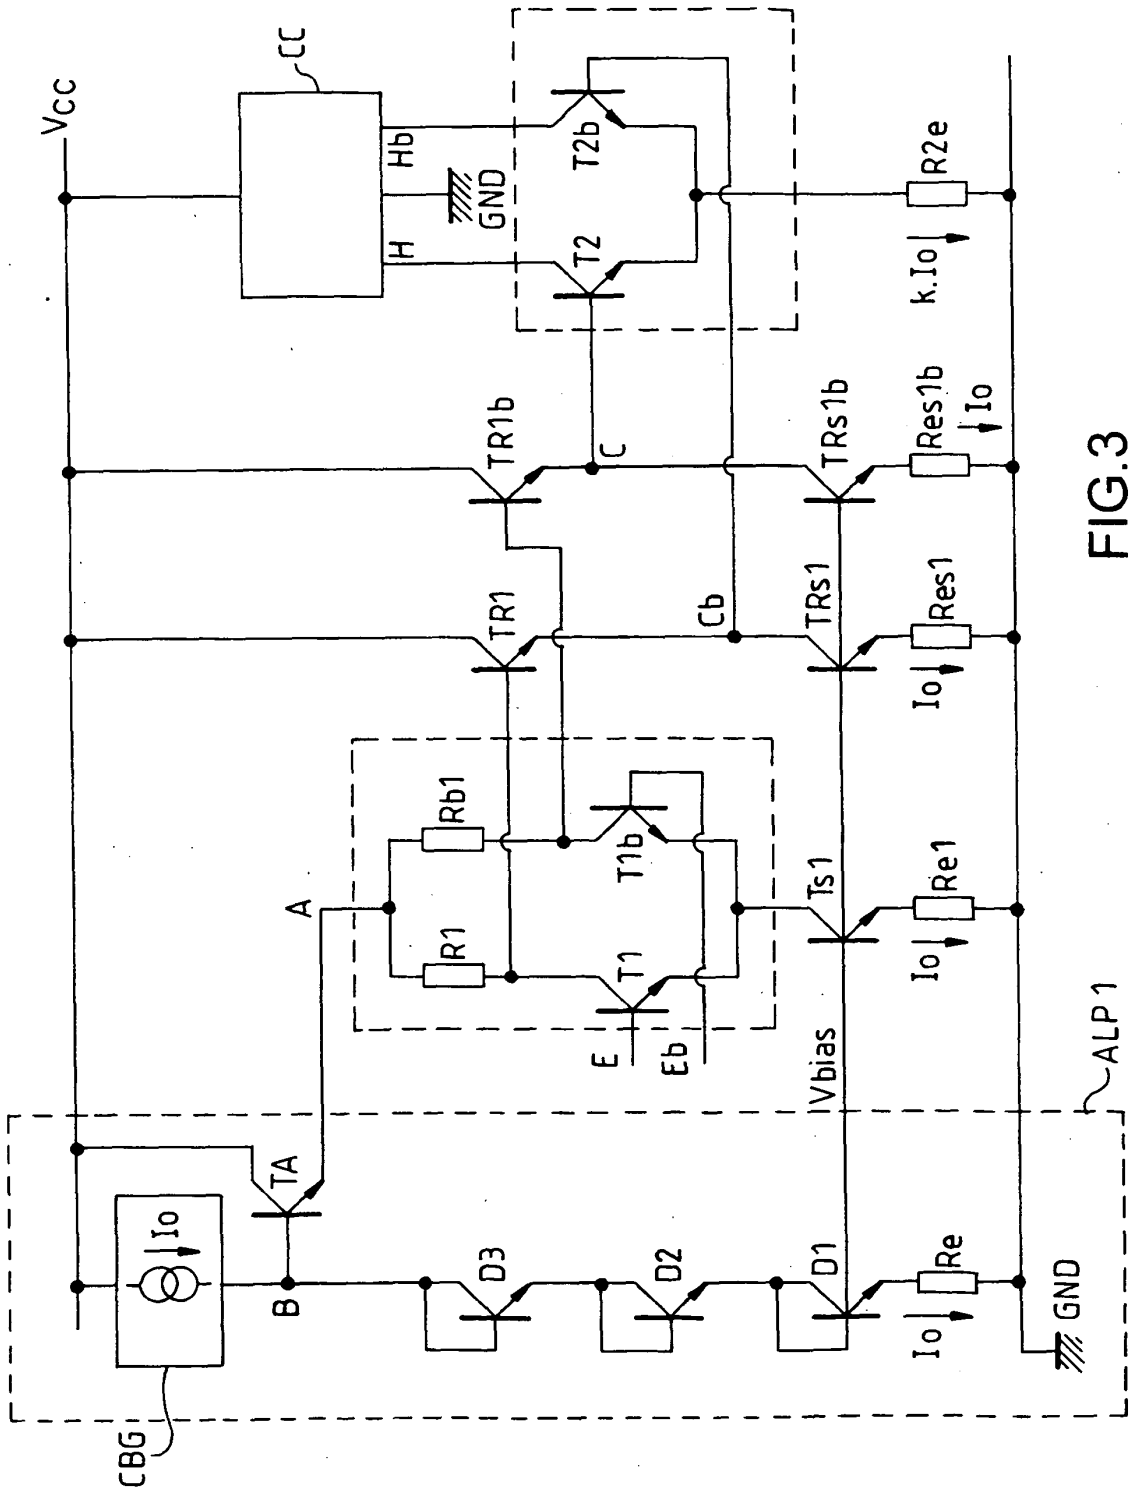 Vcc
CC
H
Hb
GND
T2
T2b
R2e
k.Io
TR1b
C
TRs1b
Res1b
Io
TR1
Cb
TRs1
Res1
Io
A
R1
Rb1
T1
T1b
E
Eb
Ts1
Re1
Io
Vbias
ALP1
CBG
Io
TA
B
D3
D2
D1
Re
Io
GND
FIG.3